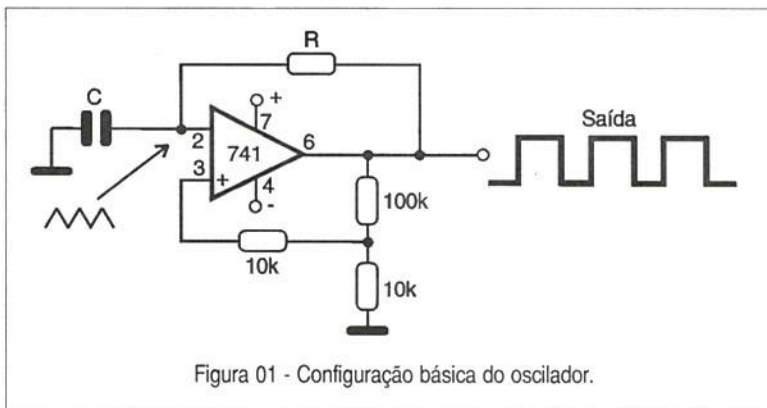 R
C
+
Saída
7
2
6
741
3
+
4
-
100k
10k
10k
Figura 01 - Configuração básica do oscilador.